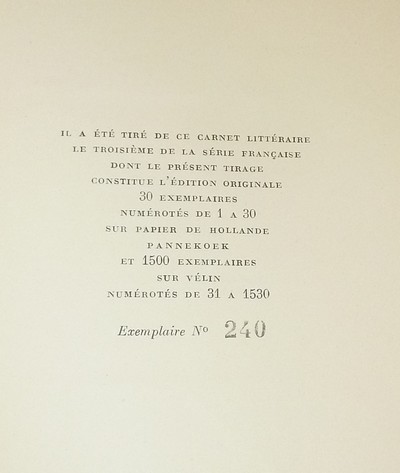 IL A ÉTÉ TIRÉ DE CE CARNET LITTÉRAIRE
LE TROISIÈME DE LA SÉRIE FRANÇAISE
DONT LE PRÉSENT TIRAGE
CONSTITUE L'ÉDITION ORIGINALE
30 EXEMPLAIRES
NUMÉROTÉS DE 1 A 30
SUR PAPIER DE HOLLANDE
PANNEKOEK
ET 1500 EXEMPLAIRES
SUR VÉLIN
NUMÉROTÉS DE 31 A 1530
Exemplaire Nº 240